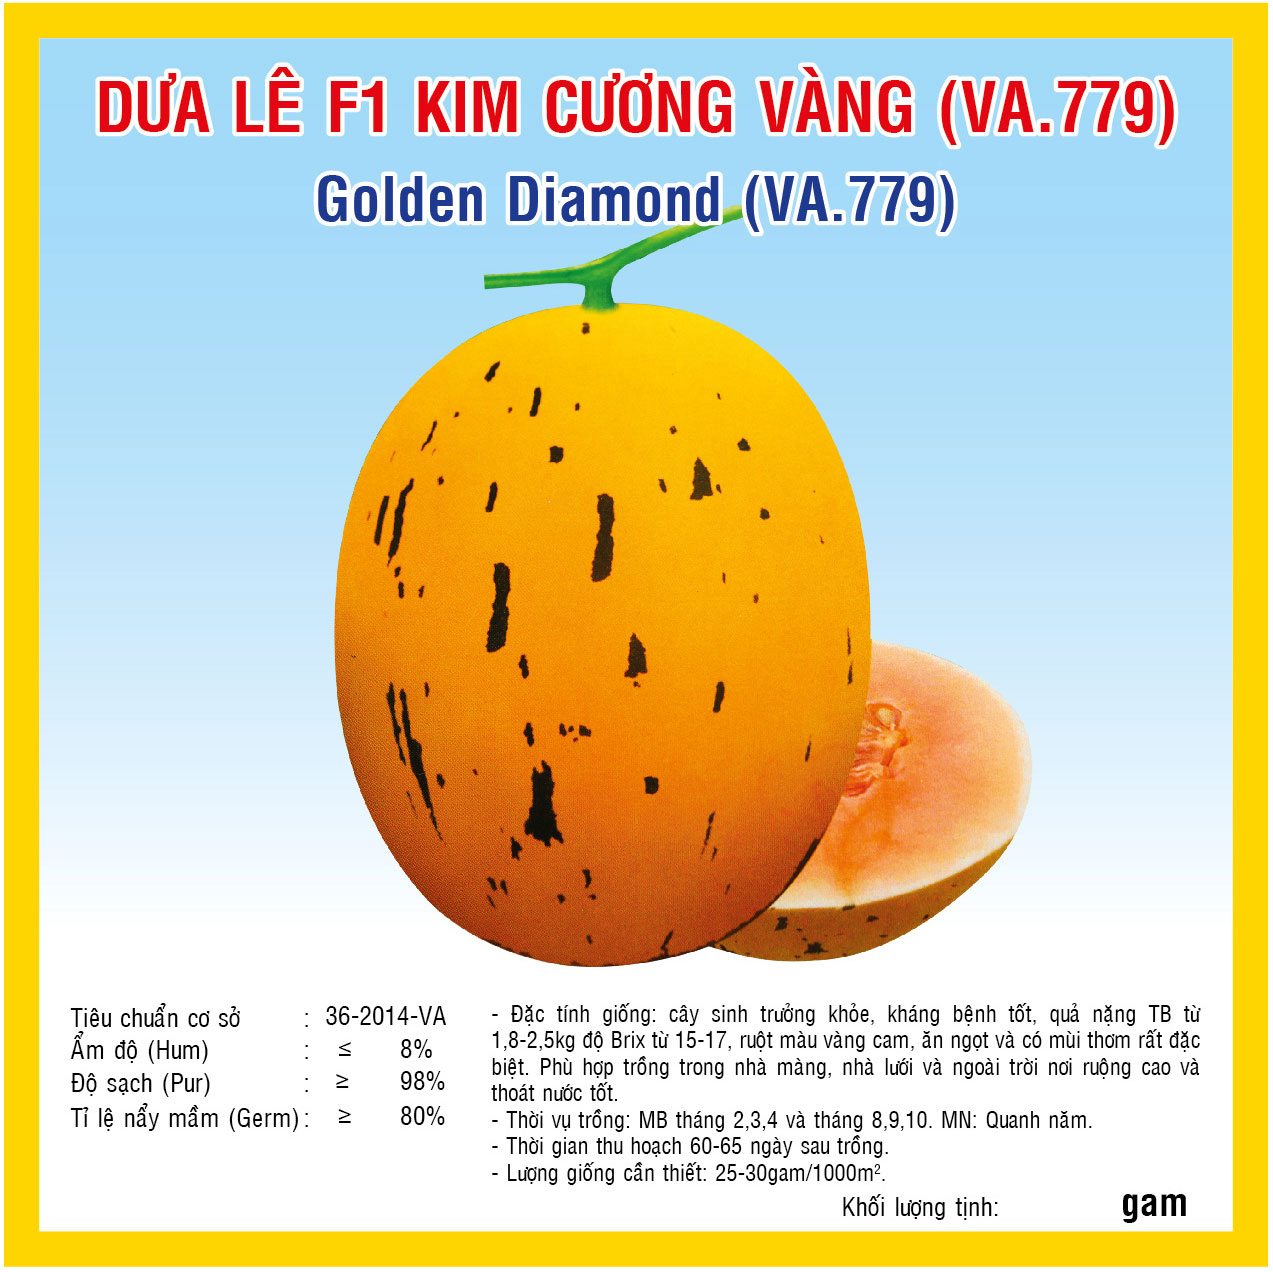 DƯA LÊ F1 KIM CƯƠNG VÀNG (VA.779)
Golden Diamond (VA.779)
Tiêu chuẩn cơ sở : 36-2014-VA
Ẩm độ (Hum) : ≤ 8%
Độ sạch (Pur) : ≥ 98%
Tỉ lệ nẩy mầm (Germ) : ≥ 80%
- Đặc tính giống: cây sinh trưởng khỏe, kháng bệnh tốt, quả nặng TB từ
1,8-2,5kg độ Brix từ 15-17, ruột màu vàng cam, ăn ngọt và có mùi thơm rất đặc
biệt. Phù hợp trồng trong nhà màng, nhà lưới và ngoài trời nơi ruộng cao và
thoát nước tốt.
- Thời vụ trồng: MB tháng 2,3,4 và tháng 8,9,10. MN: Quanh năm.
- Thời gian thu hoạch 60-65 ngày sau trồng.
- Lượng giống cần thiết: 25-30gam/1000m².
Khối lượng tịnh: gam